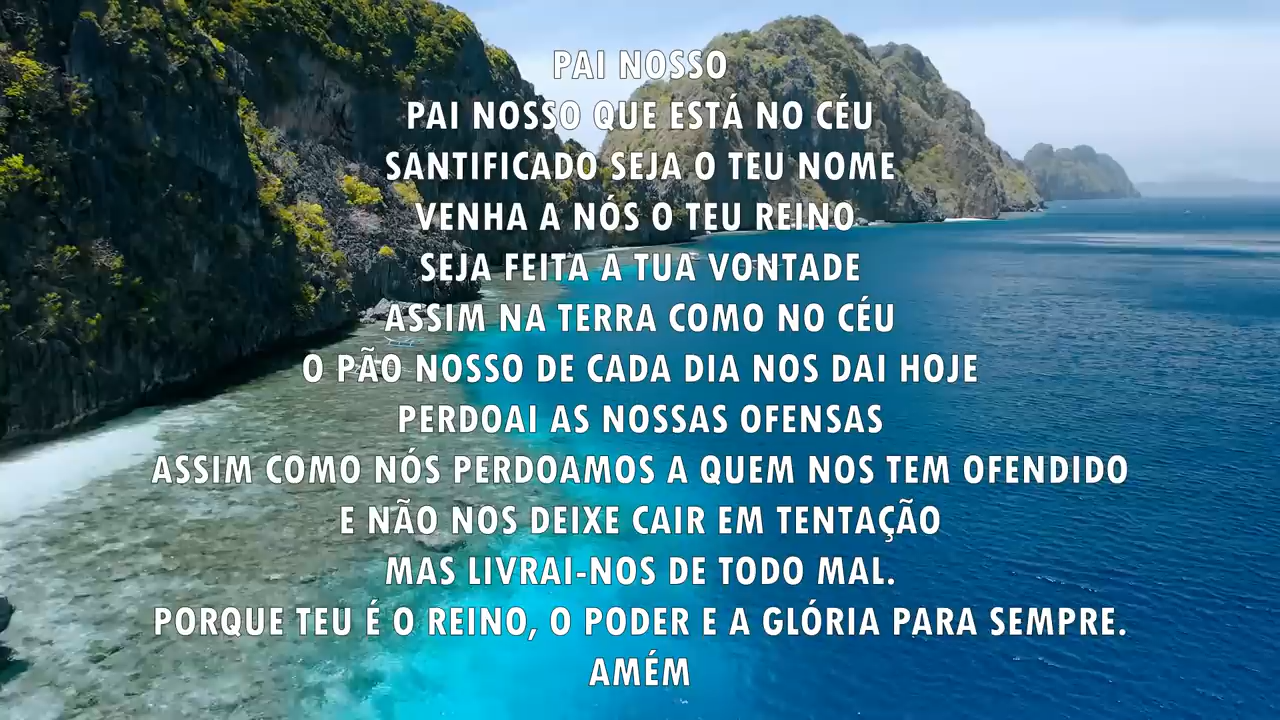 PAI NOSSO
PAI NOSSO QUE ESTÁ NO CÉU
SANTIFICADO SEJA O TEU NOME
VENHA A NÓS O TEU REINO
SEJA FEITA A TUA VONTADE
ASSIM NA TERRA COMO NO CÉU
O PÃO NOSSO DE CADA DIA NOS DAI HOJE
PERDOAI AS NOSSAS OFENSAS
ASSIM COMO NÓS PERDOAMOS A QUEM NOS TEM OFENDIDO
E NÃO NOS DEIXE CAIR EM TENTAÇÃO
MAS LIVRAI-NOS DE TODO MAL.
PORQUE TEU É O REINO, O PODER E A GLÓRIA PARA SEMPRE.
AMÉM